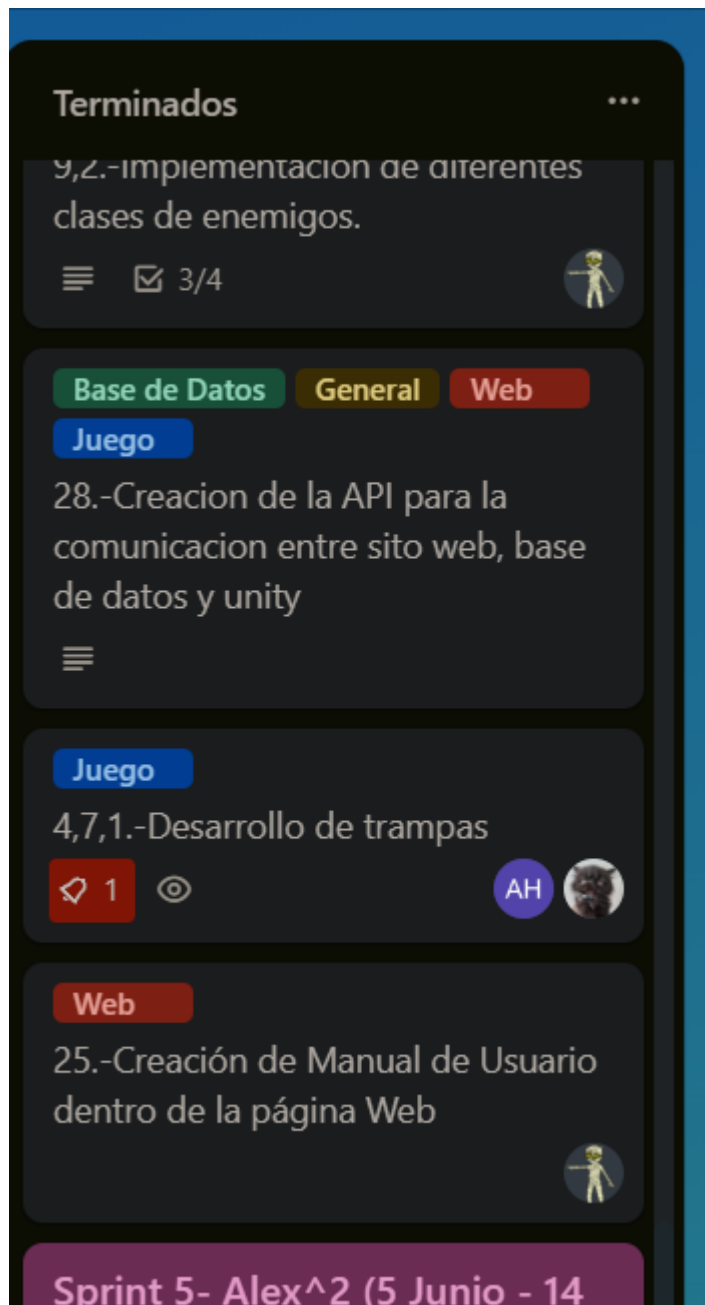 Terminados
9,2.-Implementación de diferentes
clases de enemigos.
3/4
Base de Datos General Web
Juego
28.-Creacion de la API para la
comunicacion entre sito web, base
de datos y unity
Juego
4,7,1.-Desarrollo de trampas
1 AH
Web
25.-Creación de Manual de Usuario
dentro de la página Web
Sprint 5- Alex^2 (5 Junio - 14